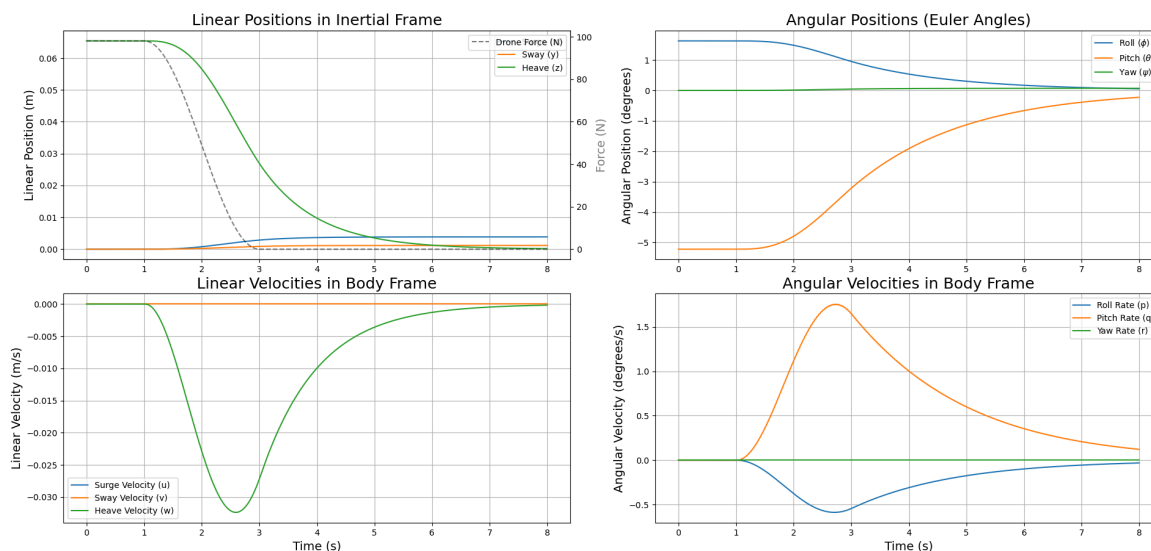 Linear Positions in Inertial Frame
Linear Position (m)
0.06
0.05
0.04
0.03
0.02
0.01
0.00
Drone Force (N)
Sway (y)
Heave (z)
100
80
60
40
20
0
Force (N)
0 1 2 3 4 5 6 7 8
Angular Positions (Euler Angles)
Angular Position (degrees)
1
0
−1
−2
−3
−4
−5
Roll (ϕ)
Pitch (θ)
Yaw (ψ)
0 1 2 3 4 5 6 7 8
Linear Velocities in Body Frame
Linear Velocity (m/s)
0.000
−0.005
−0.010
−0.015
−0.020
−0.025
−0.030
Surge Velocity (u)
Sway Velocity (v)
Heave Velocity (w)
0 1 2 3 4 5 6 7 8
Time (s)
Angular Velocities in Body Frame
Angular Velocity (degrees/s)
1.5
1.0
0.5
0.0
−0.5
Roll Rate (p)
Pitch Rate (q)
Yaw Rate (r)
0 1 2 3 4 5 6 7 8
Time (s)